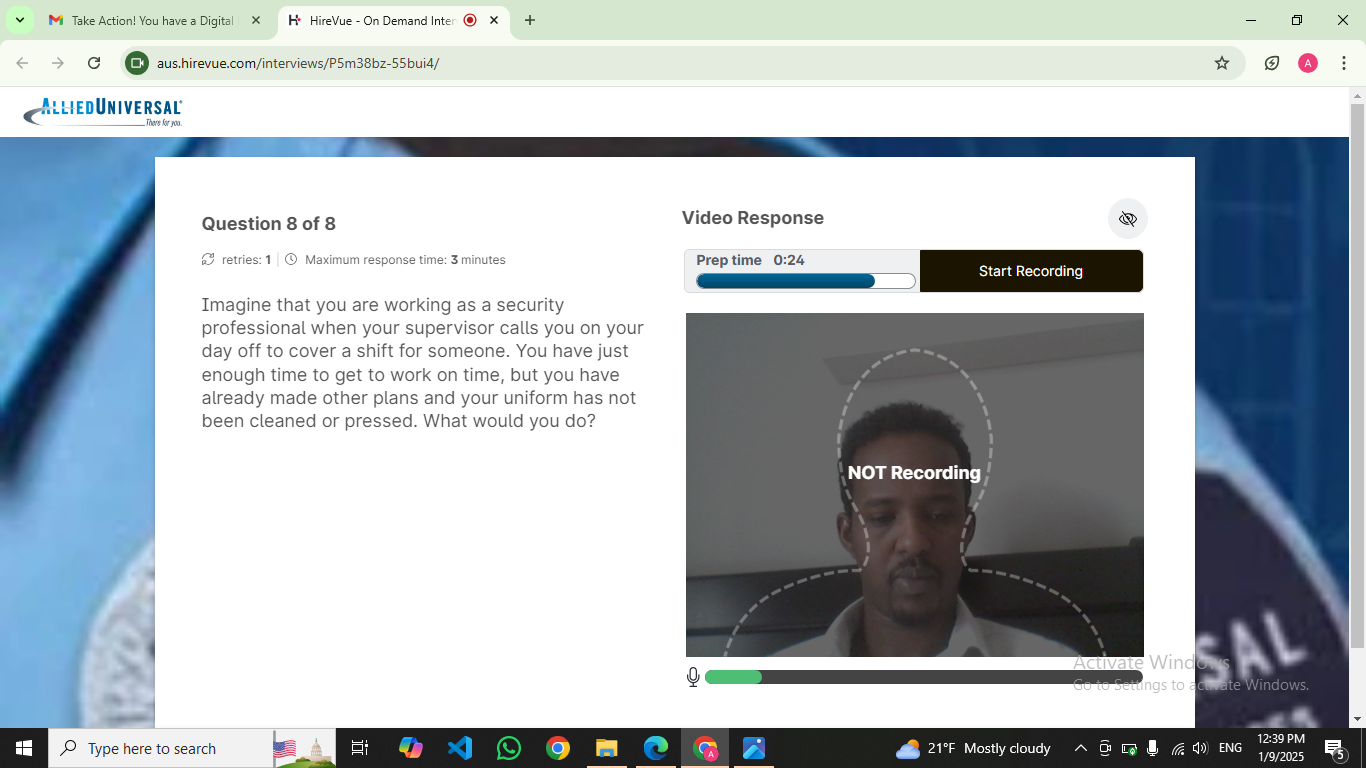 Take Action! You have a Digital
HireVue - On Demand Inter
aus.hirevue.com/interviews/P5m38bz-55bui4/
A
ALLIEDUNIVERSAL
There for you.
Question 8 of 8
retries: 1
Maximum response time: 3 minutes
Imagine that you are working as a security
professional when your supervisor calls you on your
day off to cover a shift for someone. You have just
enough time to get to work on time, but you have
already made other plans and your uniform has not
been cleaned or pressed. What would you do?
Video Response
Prep time 0:24
Start Recording
NOT Recording
Activate Windows
Go to Settings to activate Windows.
Type here to search
A
21°F Mostly cloudy
ENG
12:39 PM
1/9/2025
5